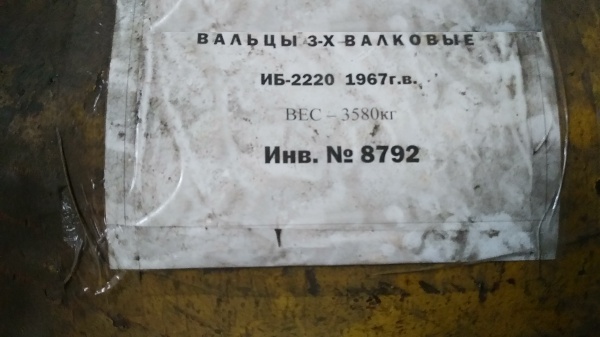 ВАЛЬЦЫ 3-Х ВАЛКОВЫЕ
ИБ-2220 1967г.в.
ВЕС – 3580кг
Инв. № 8792